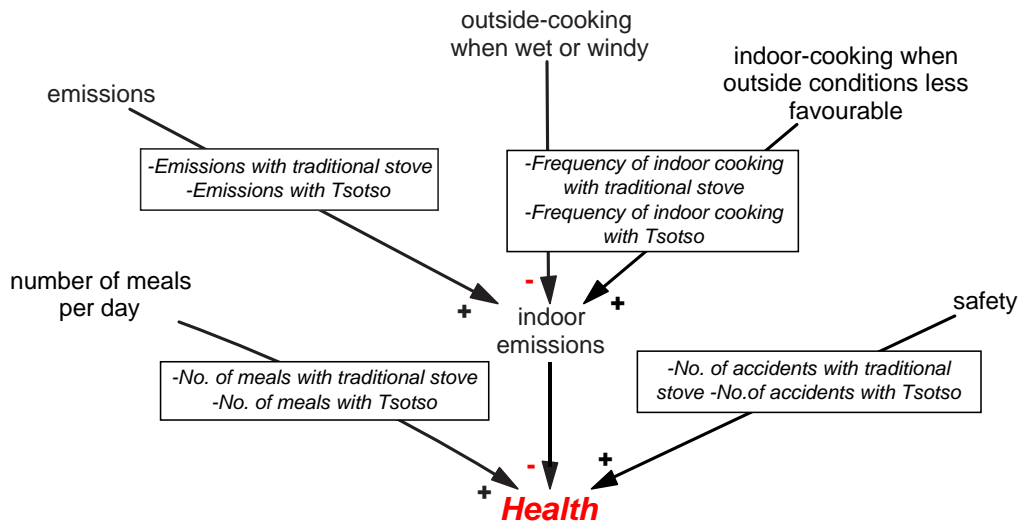 outside-cooking
when wet or windy
indoor-cooking when
outside conditions less
favourable
emissions
-Emissions with traditional stove
-Emissions with Tsotso
-Frequency of indoor cooking
with traditional stove
-Frequency of indoor cooking
with Tsotso
number of meals
per day
-
+
+
indoor
emissions
safety
-No. of meals with traditional stove
-No. of meals with Tsotso
-No. of accidents with traditional
stove -No.of accidents with Tsotso
-
+
+
Health